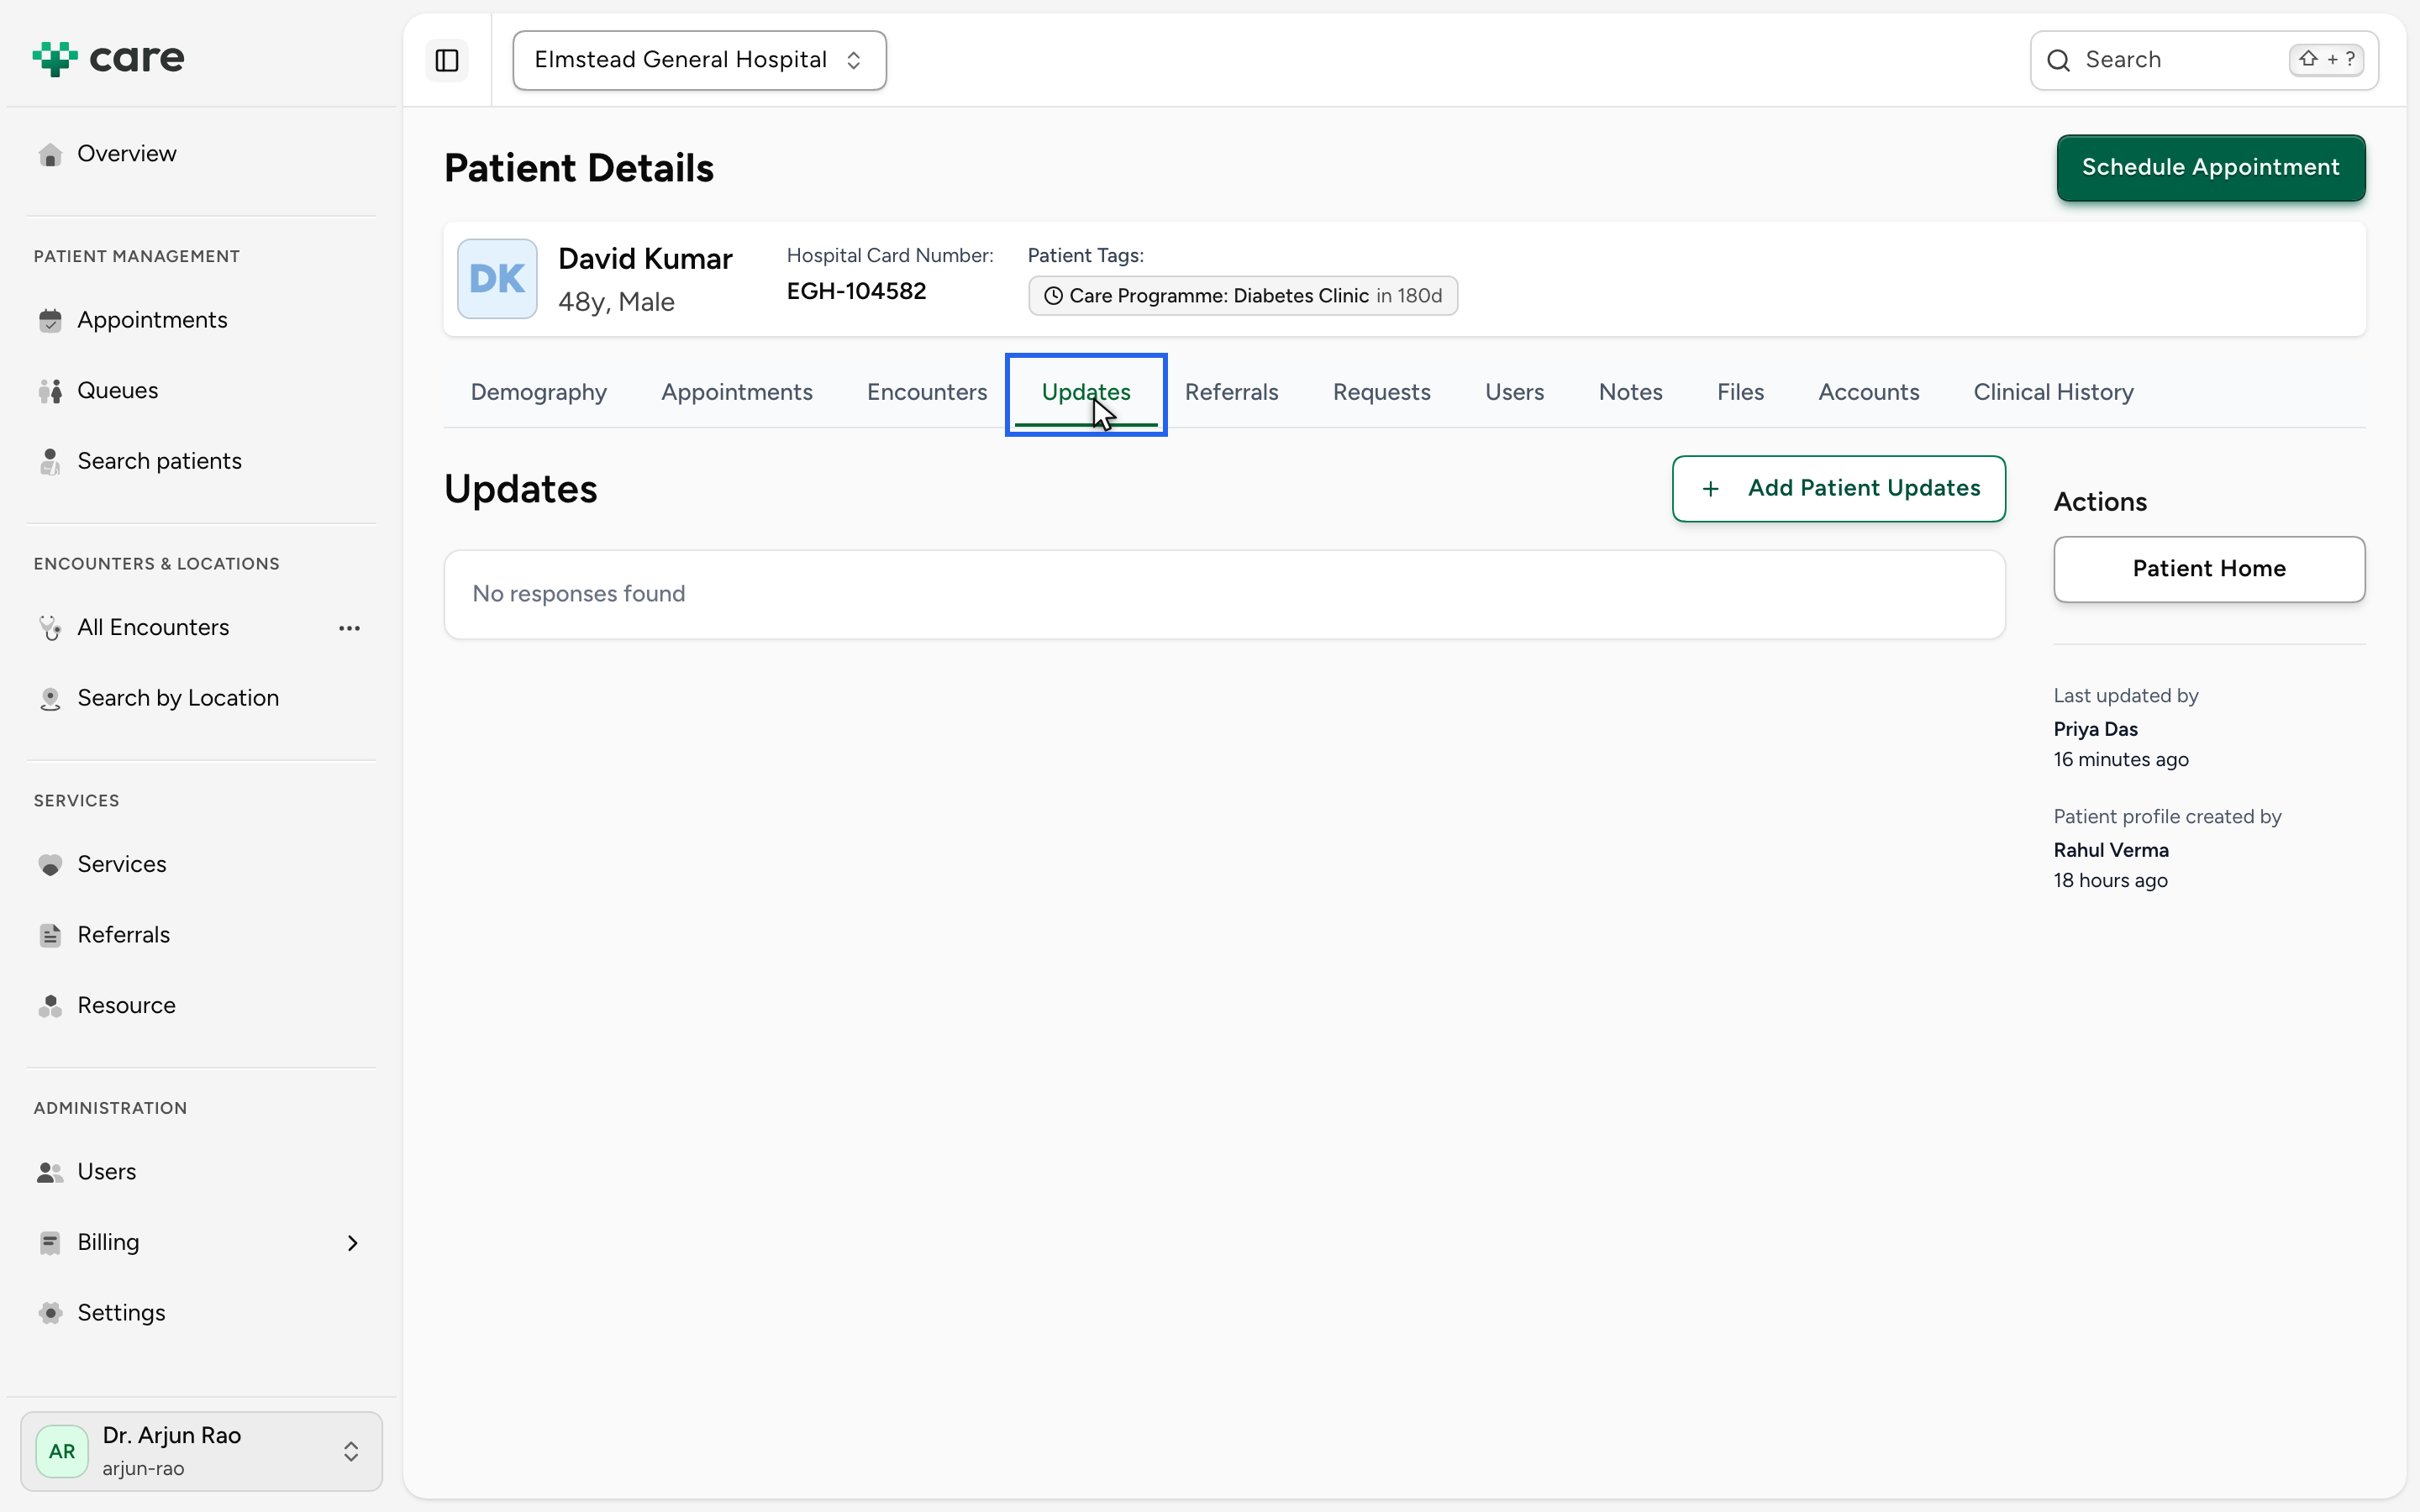 care
Elmstead General Hospital
Search
+ ?
Overview
PATIENT MANAGEMENT
Appointments
Queues
Search patients
ENCOUNTERS & LOCATIONS
All Encounters
Search by Location
SERVICES
Services
Referrals
Resource
ADMINISTRATION
Users
Billing
Settings
AR
Dr. Arjun Rao
arjun-rao
Patient Details
Schedule Appointment
DK
David Kumar
48y, Male
Hospital Card Number:
EGH-104582
Patient Tags:
Care Programme: Diabetes Clinic in 180d
Demography Appointments Encounters Updates Referrals Requests Users Notes Files Accounts Clinical History
Updates
+ Add Patient Updates
No responses found
Actions
Patient Home
Last updated by
Priya Das
16 minutes ago
Patient profile created by
Rahul Verma
18 hours ago